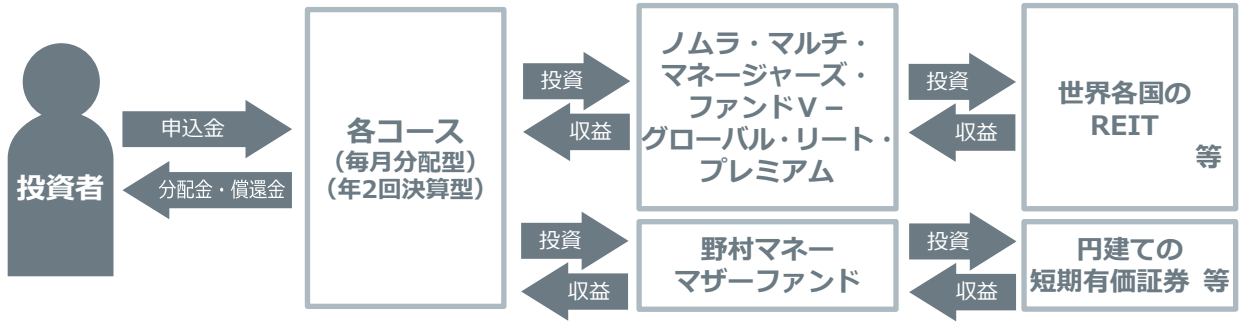 投資者
申込金
分配金・償還金
各コース
（毎月分配型）
（年2回決算型）
投資
収益
ノムラ・マルチ・
マネージャーズ・
ファンドⅤ－
グローバル・リート・
プレミアム
投資
収益
世界各国の
REIT
等
投資
収益
野村マネー
マザーファンド
投資
収益
円建ての
短期有価証券 等